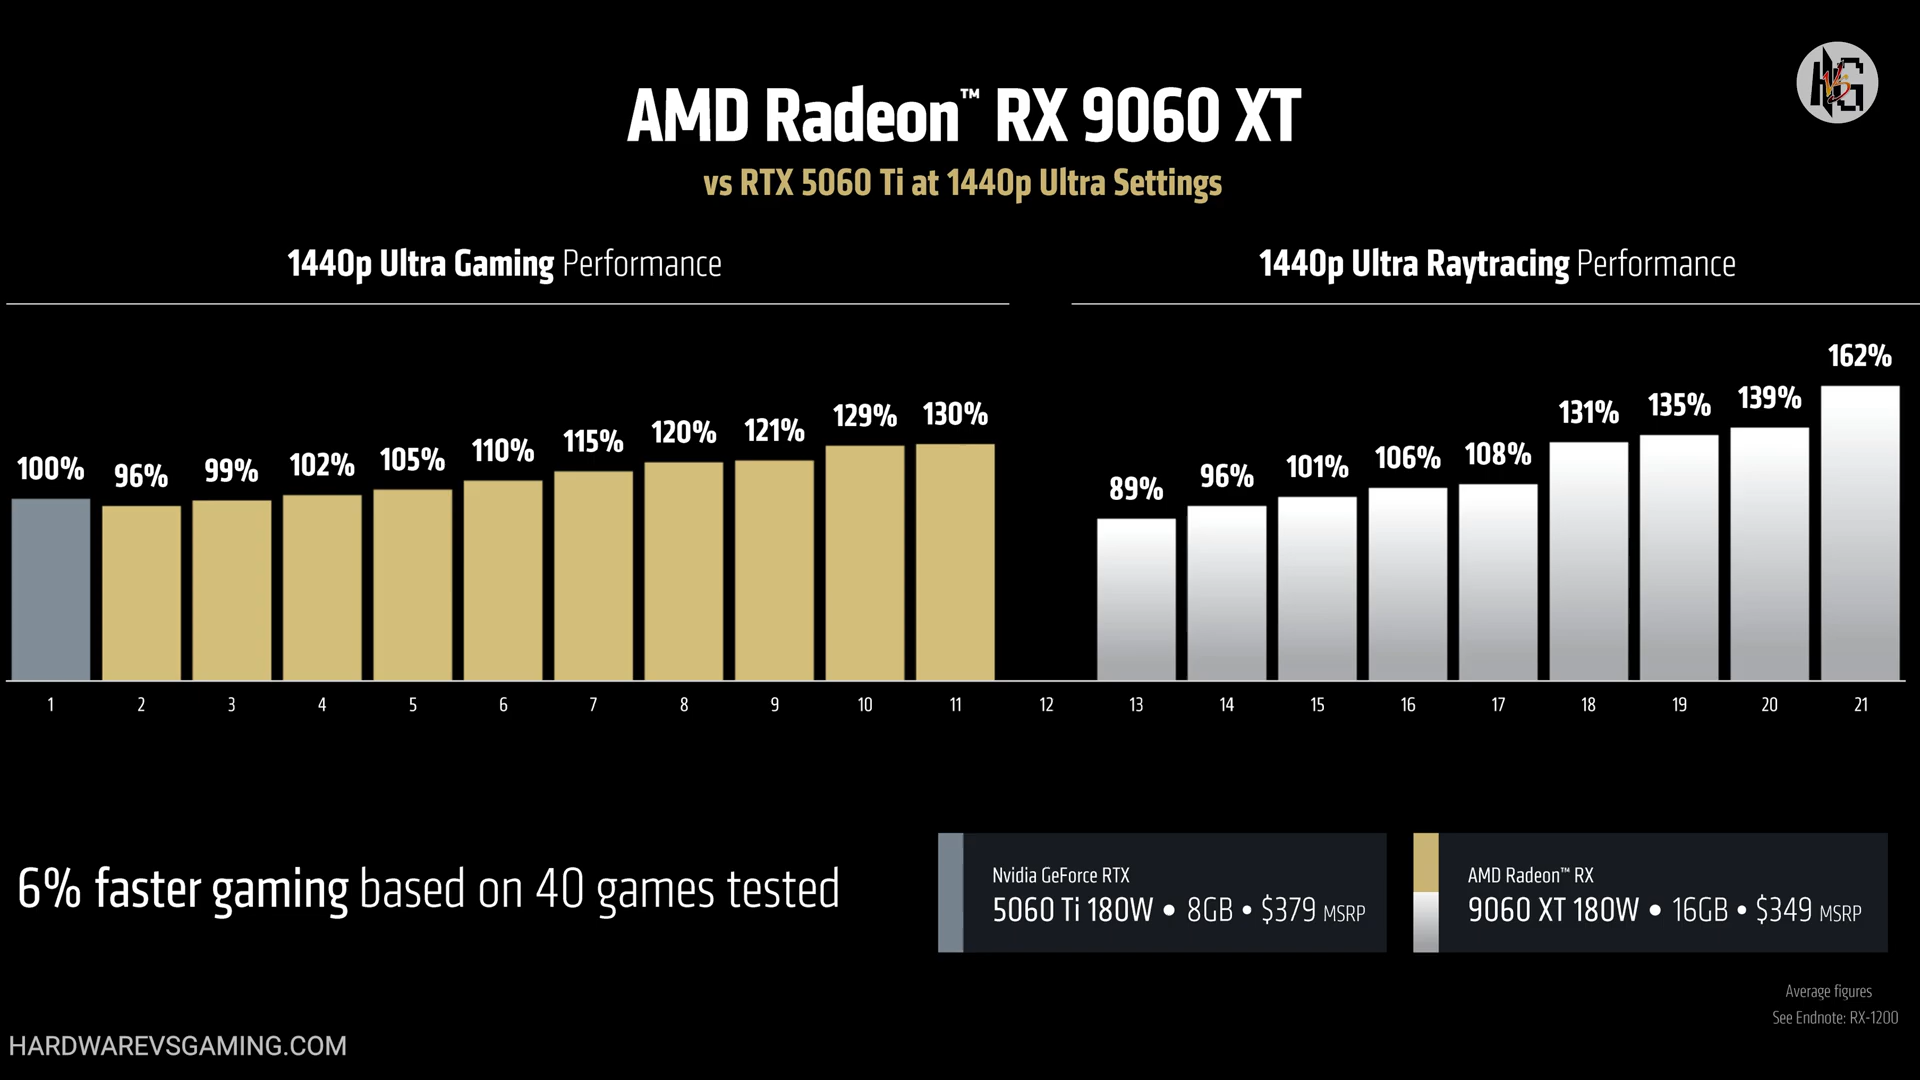 AMD Radeon™ RX 9060 XT
vs RTX 5060 Ti at 1440p Ultra Settings
1440p Ultra Gaming Performance
100% 96% 99% 102% 105% 110% 115% 120% 121% 129% 130%
1440p Ultra Raytracing Performance
89% 96% 101% 106% 108% 131% 135% 139% 162%
1 2 3 4 5 6 7 8 9 10 11 12 13 14 15 16 17 18 19 20 21
6% faster gaming based on 40 games tested
Nvidia GeForce RTX
5060 Ti 180W • 8GB • $379 MSRP
AMD Radeon™ RX
9060 XT 180W • 16GB • $349 MSRP
Average figures
See Endnote: RX-1200
HARDWAREVSGAMING.COM